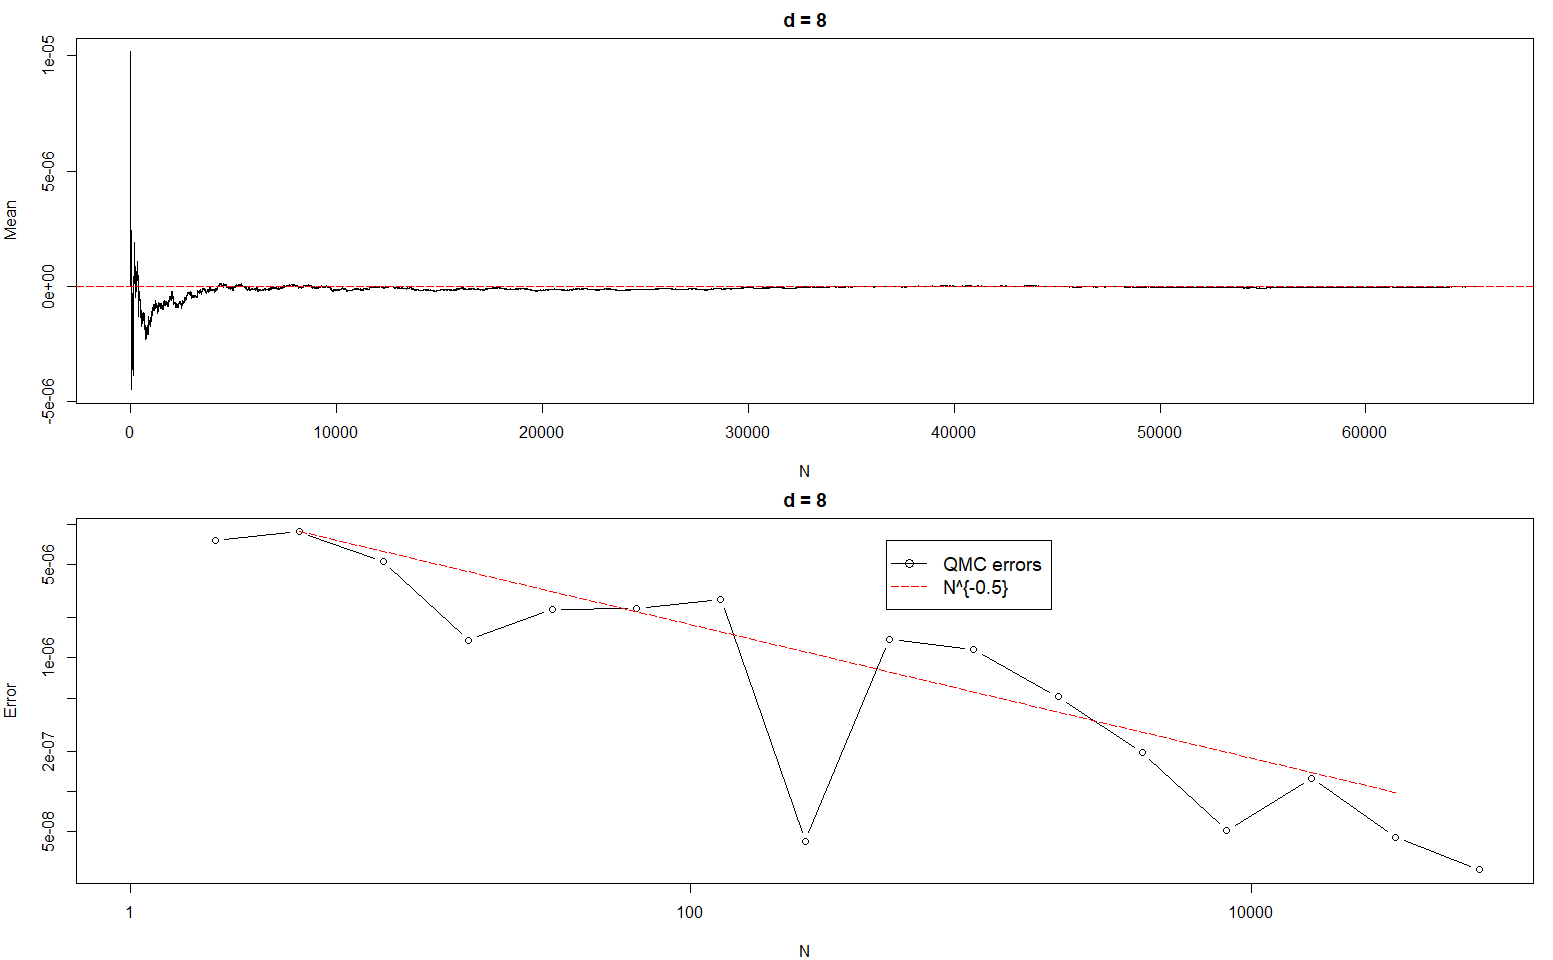 d = 8
1e-05
5e-06
0e+00
-5e-06
Mean
0 10000 20000 30000 40000 50000 60000
N
d = 8
5e-06
1e-06
2e-07
5e-08
Error
QMC errors
N^{-0.5}
1 100 10000
N